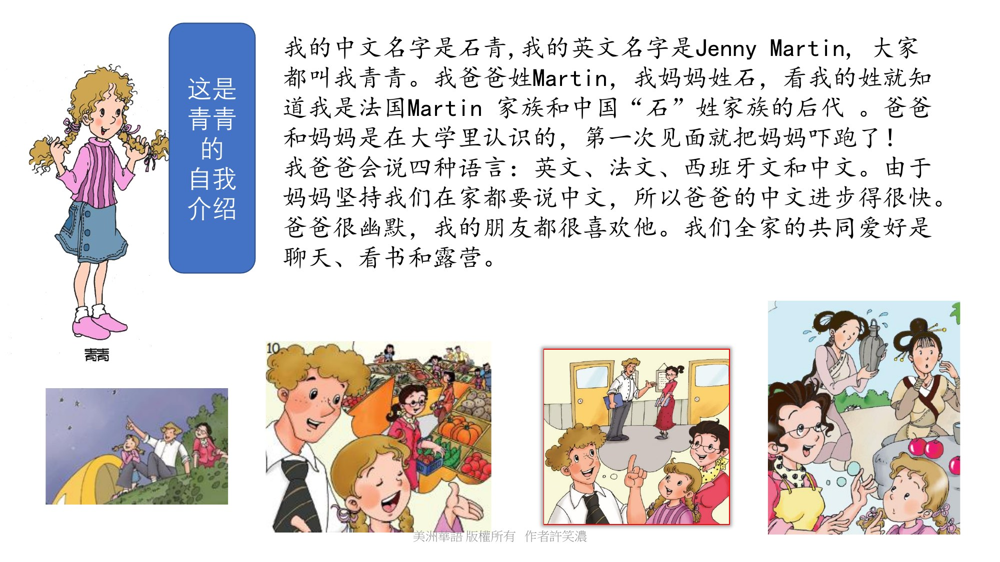 这是
青青
的
自我
介绍
我的中文名字是石青,我的英文名字是Jenny Martin, 大家
都叫我青青。我爸爸姓Martin，我妈妈姓石，看我的姓就知
道我是法国Martin 家族和中国“石”姓家族的后代 。爸爸
和妈妈是在大学里认识的，第一次见面就把妈妈吓跑了！
我爸爸会说四种语言：英文、法文、西班牙文和中文。由于
妈妈坚持我们在家都要说中文，所以爸爸的中文进步得很快。
爸爸很幽默，我的朋友都很喜欢他。我们全家的共同爱好是
聊天、看书和露营。
青青
10
美洲華語 版權所有 作者許笑濃